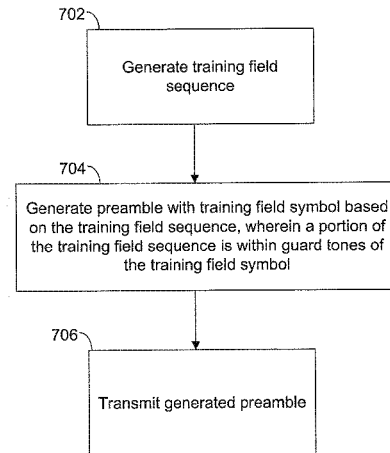 702
Generate training field
sequence
704
Generate preamble with training field symbol based
on the training field sequence, wherein a portion of
the training field sequence is within guard tones of
the training field symbol
706
Transmit generated preamble